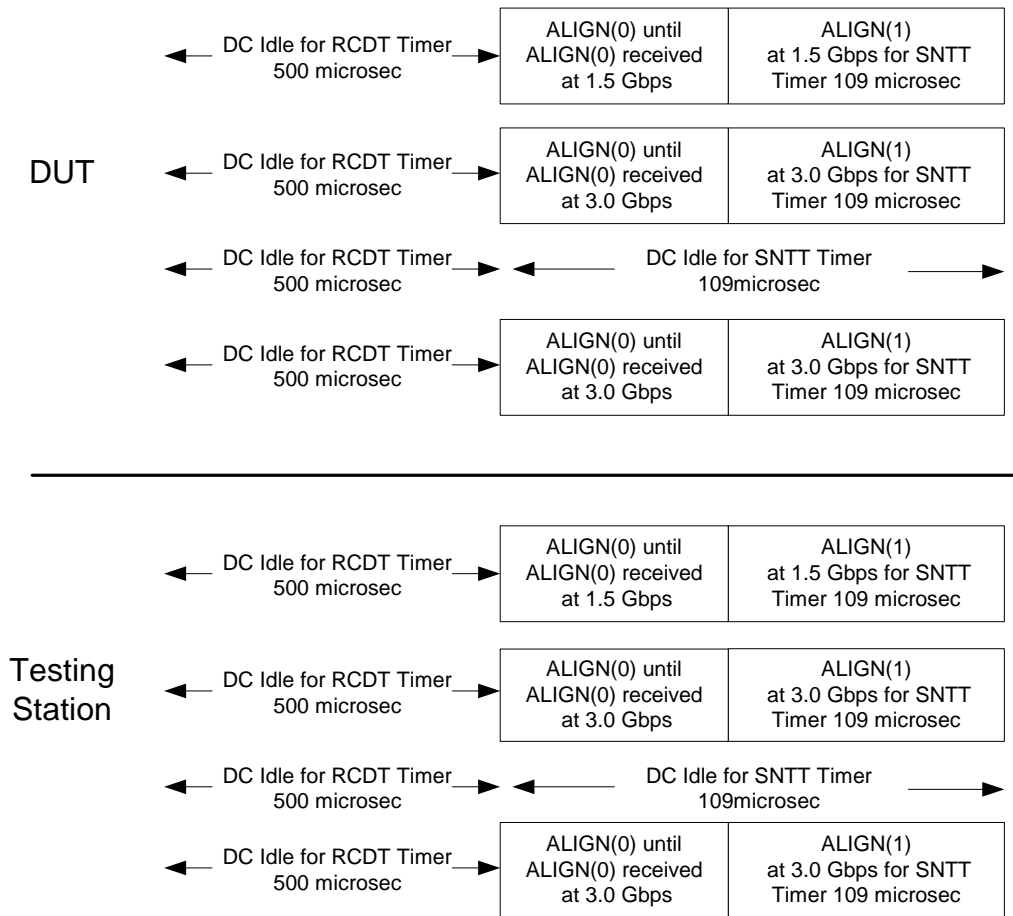 DC Idle for RCDT Timer
500 microsec
ALIGN(0) until
ALIGN(0) received
at 1.5 Gbps
ALIGN(1)
at 1.5 Gbps for SNTT
Timer 109 microsec
DUT
DC Idle for RCDT Timer
500 microsec
ALIGN(0) until
ALIGN(0) received
at 3.0 Gbps
ALIGN(1)
at 3.0 Gbps for SNTT
Timer 109 microsec
DC Idle for RCDT Timer
500 microsec
DC Idle for SNTT Timer
109microsec
DC Idle for RCDT Timer
500 microsec
ALIGN(0) until
ALIGN(0) received
at 3.0 Gbps
ALIGN(1)
at 3.0 Gbps for SNTT
Timer 109 microsec
DC Idle for RCDT Timer
500 microsec
ALIGN(0) until
ALIGN(0) received
at 1.5 Gbps
ALIGN(1)
at 1.5 Gbps for SNTT
Timer 109 microsec
Testing
Station
DC Idle for RCDT Timer
500 microsec
ALIGN(0) until
ALIGN(0) received
at 3.0 Gbps
ALIGN(1)
at 3.0 Gbps for SNTT
Timer 109 microsec
DC Idle for RCDT Timer
500 microsec
DC Idle for SNTT Timer
109microsec
DC Idle for RCDT Timer
500 microsec
ALIGN(0) until
ALIGN(0) received
at 3.0 Gbps
ALIGN(1)
at 3.0 Gbps for SNTT
Timer 109 microsec